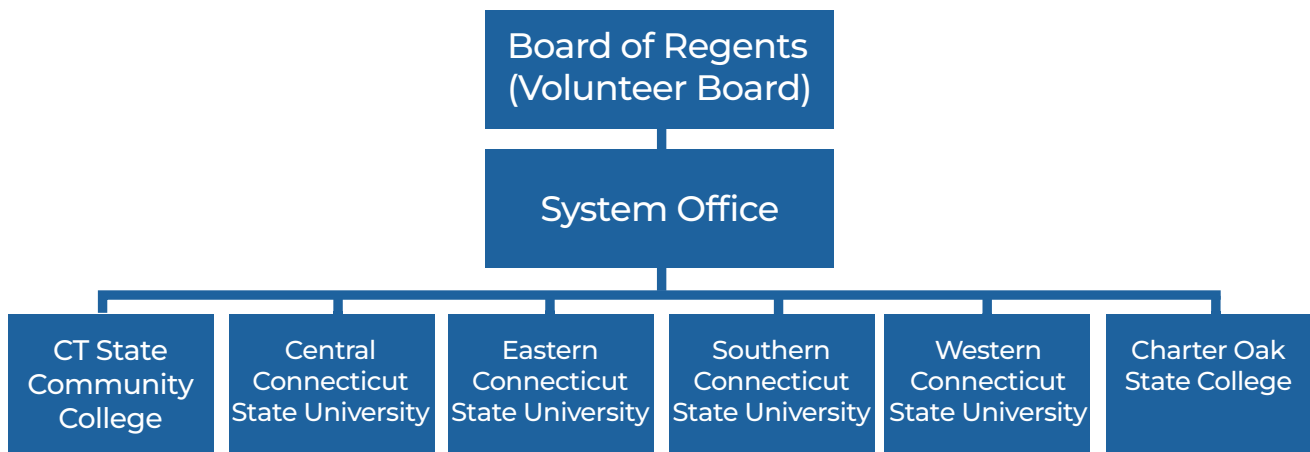 Board of Regents
(Volunteer Board)
System Office
CT State
Community
College
Central
Connecticut
State University
Eastern
Connecticut
State University
Southern
Connecticut
State University
Western
Connecticut
State University
Charter Oak
State College